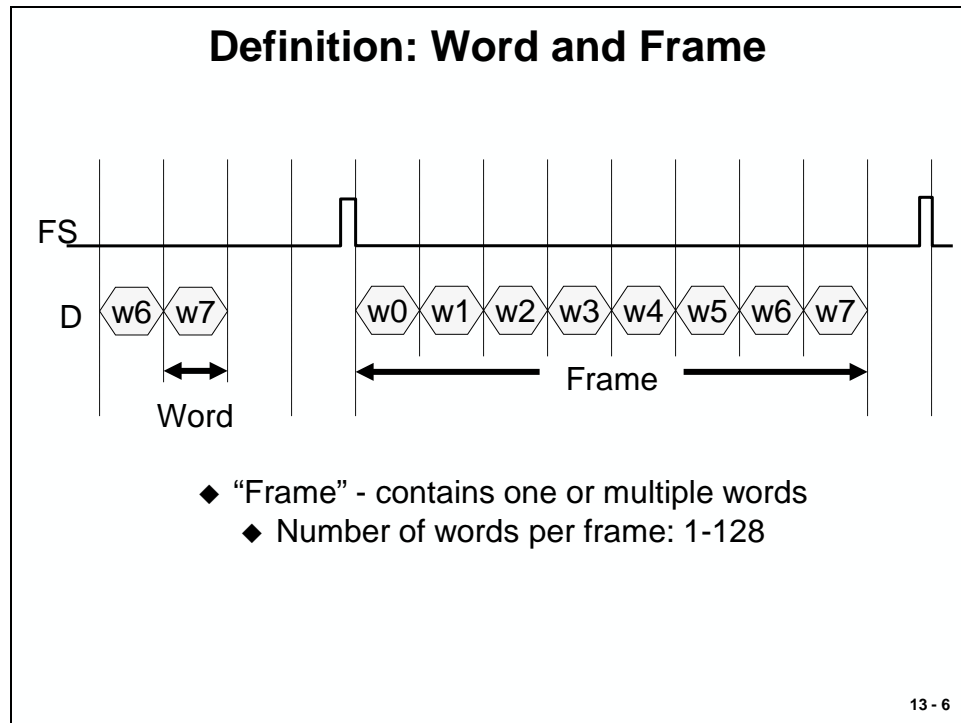 Definition: Word and Frame
FS
D w6 w7 w0 w1 w2 w3 w4 w5 w6 w7
Word Frame
◆ “Frame” - contains one or multiple words
◆ Number of words per frame: 1-128
13 - 6